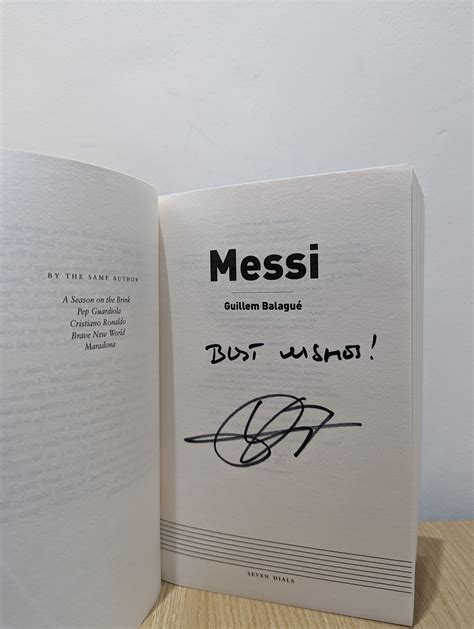 BY THE SAME AUTHOR
A Season on the Brink
Pep Guardiola
Cristiano Ronaldo
Brave New World
Maradona
Messi
Guillem Balagué
BEST WISHES!
SEVEN DIALS